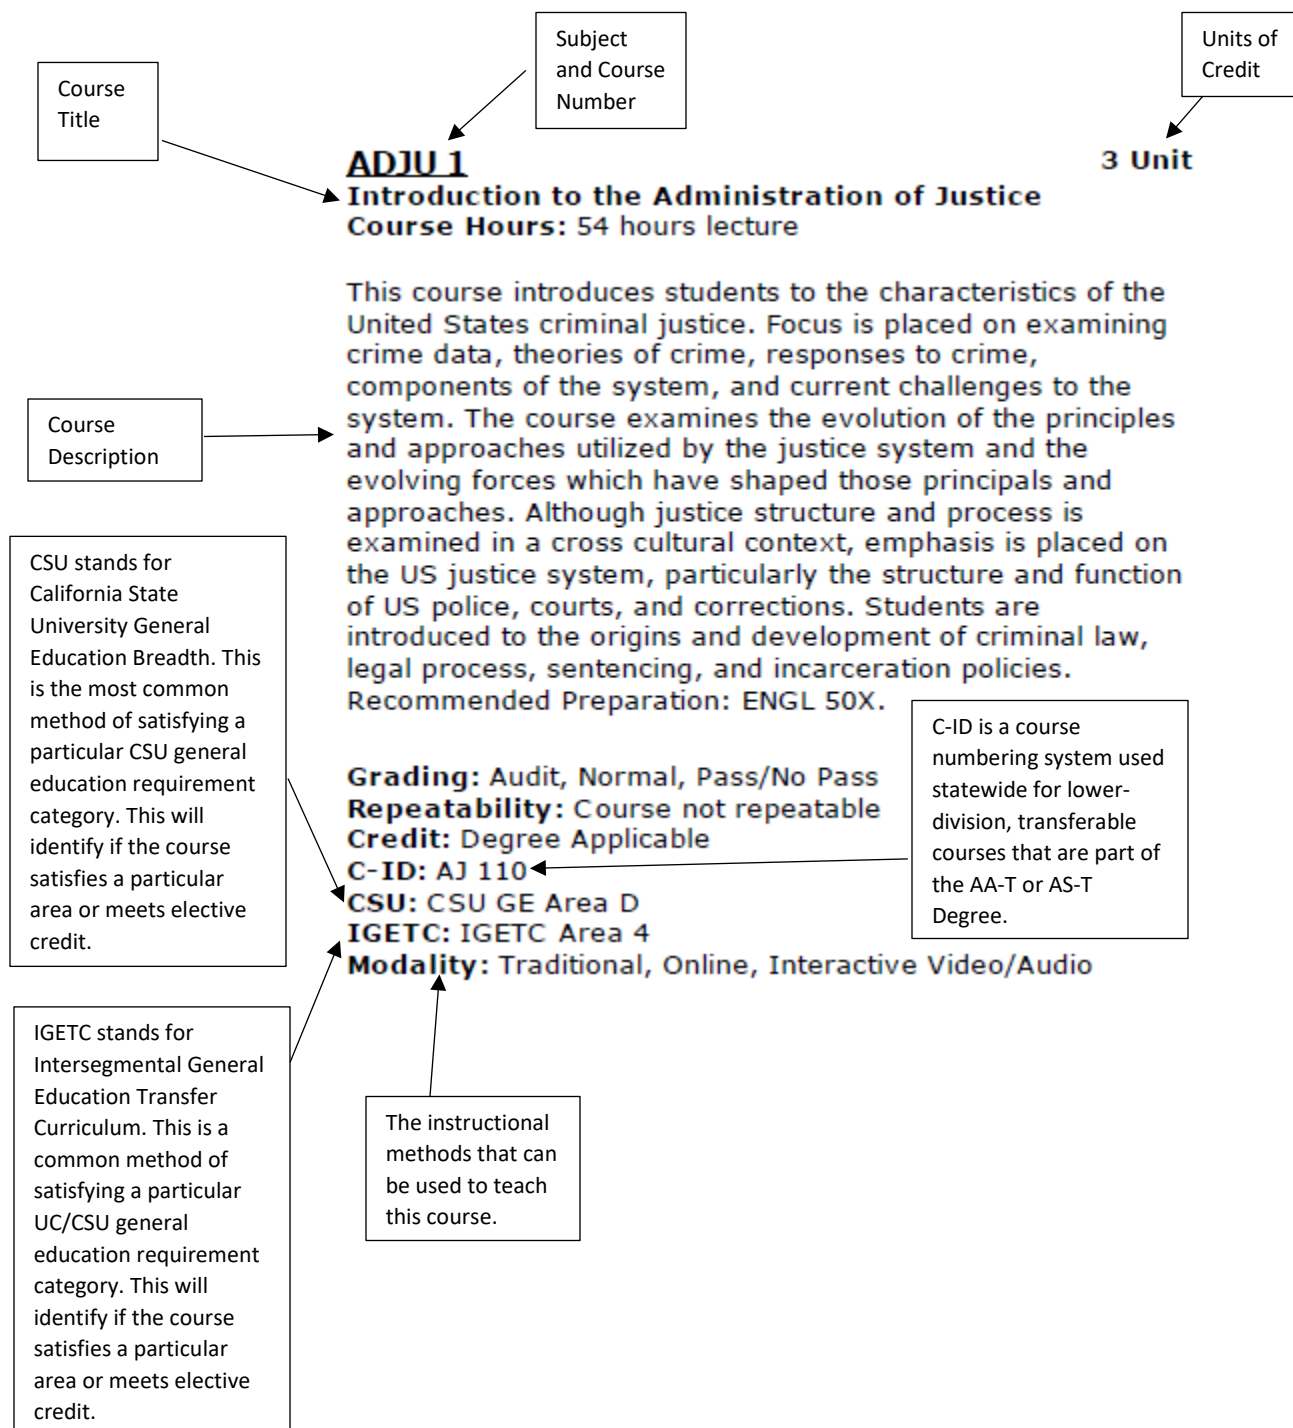 Subject
and Course
Number
Units of
Credit
Course
Title
ADJU 1
3 Unit
Introduction to the Administration of Justice
Course Hours: 54 hours lecture
This course introduces students to the characteristics of the
United States criminal justice. Focus is placed on examining
crime data, theories of crime, responses to crime,
components of the system, and current challenges to the
system. The course examines the evolution of the principles
and approaches utilized by the justice system and the
evolving forces which have shaped those principals and
approaches. Although justice structure and process is
examined in a cross cultural context, emphasis is placed on
the US justice system, particularly the structure and function
of US police, courts, and corrections. Students are
introduced to the origins and development of criminal law,
legal process, sentencing, and incarceration policies.
Recommended Preparation: ENGL 50X.
Course
Description
CSU stands for
California State
University General
Education Breadth. This
is the most common
method of satisfying a
particular CSU general
education requirement
category. This will
identify if the course
satisfies a particular
area or meets elective
credit.
C-ID is a course
numbering system used
statewide for lower-
division, transferable
courses that are part of
the AA-T or AS-T
Degree.
Grading: Audit, Normal, Pass/No Pass
Repeatability: Course not repeatable
Credit: Degree Applicable
C-ID: AJ 110
CSU: CSU GE Area D
IGETC: IGETC Area 4
Modality: Traditional, Online, Interactive Video/Audio
IGETC stands for
Intersegmental General
Education Transfer
Curriculum. This is a
common method of
satisfying a particular
UC/CSU general
education requirement
category. This will
identify if the course
satisfies a particular
area or meets elective
credit.
The instructional
methods that can
be used to teach
this course.